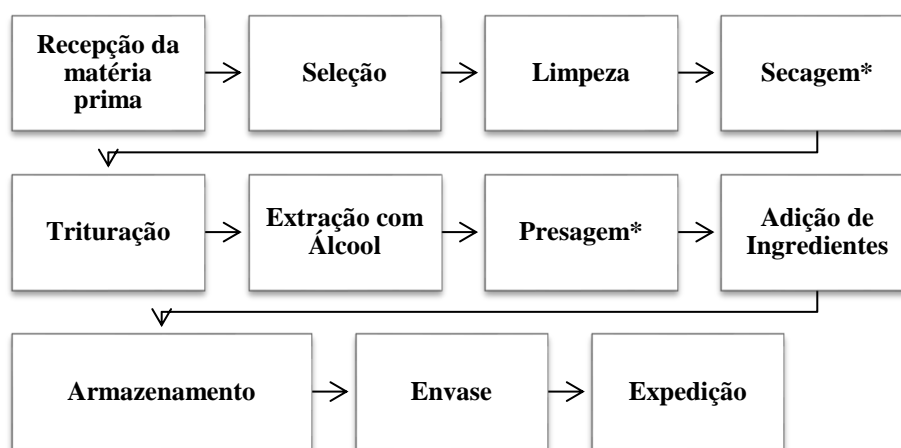 Recepção da
matéria
prima
Seleção
Limpeza
Secagem*
Trituração
Extração com
Álcool
Presagem*
Adição de
Ingredientes
Armazenamento
Envase
Expedição